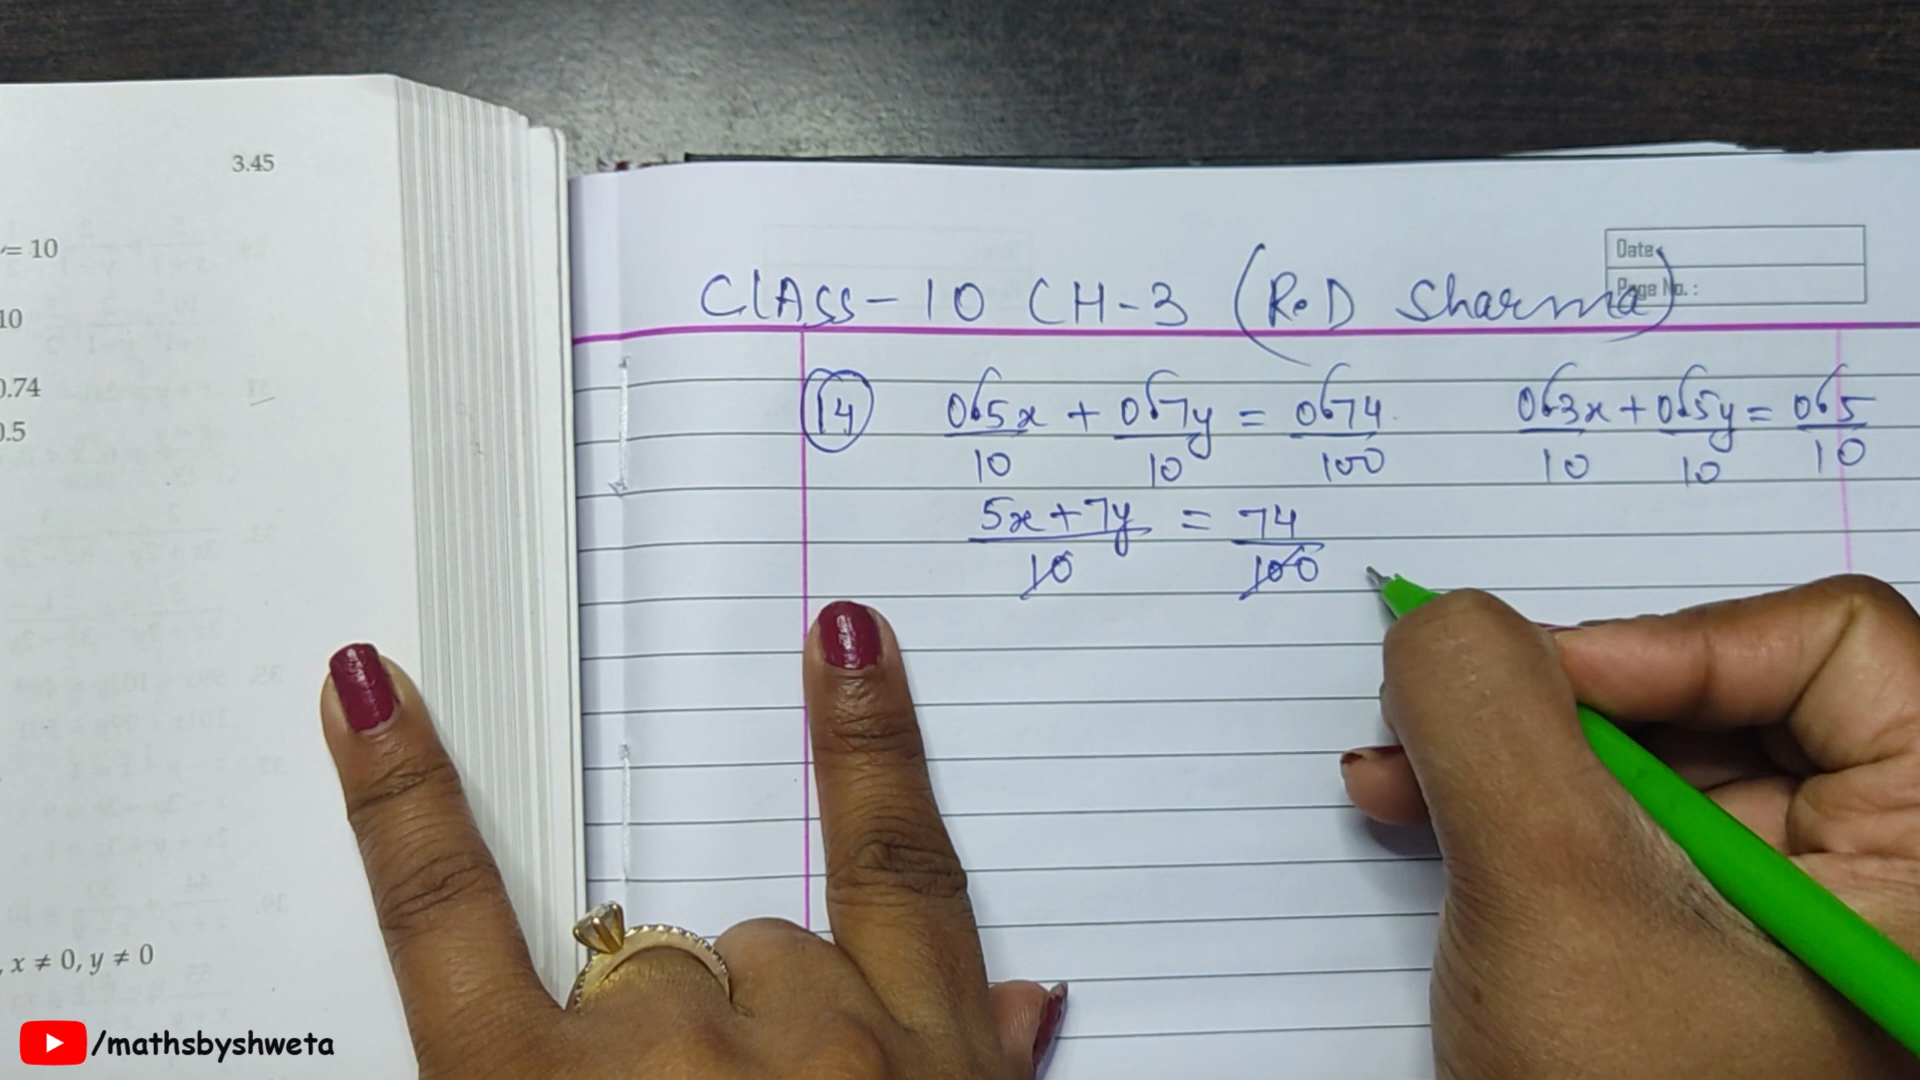 3.45
= 10
10
0.74
0.5
, x ≠ 0, y ≠ 0
Date
Page No. :
ClASS-10 CH-3 (R.D Sharma)
14 0.5x/10 + 0.7y/10 = 0.74/100 0.3x/10 + 0.5y/10 = 0.5/10
5x+7y/10 = 74/100
/mathsbyshweta